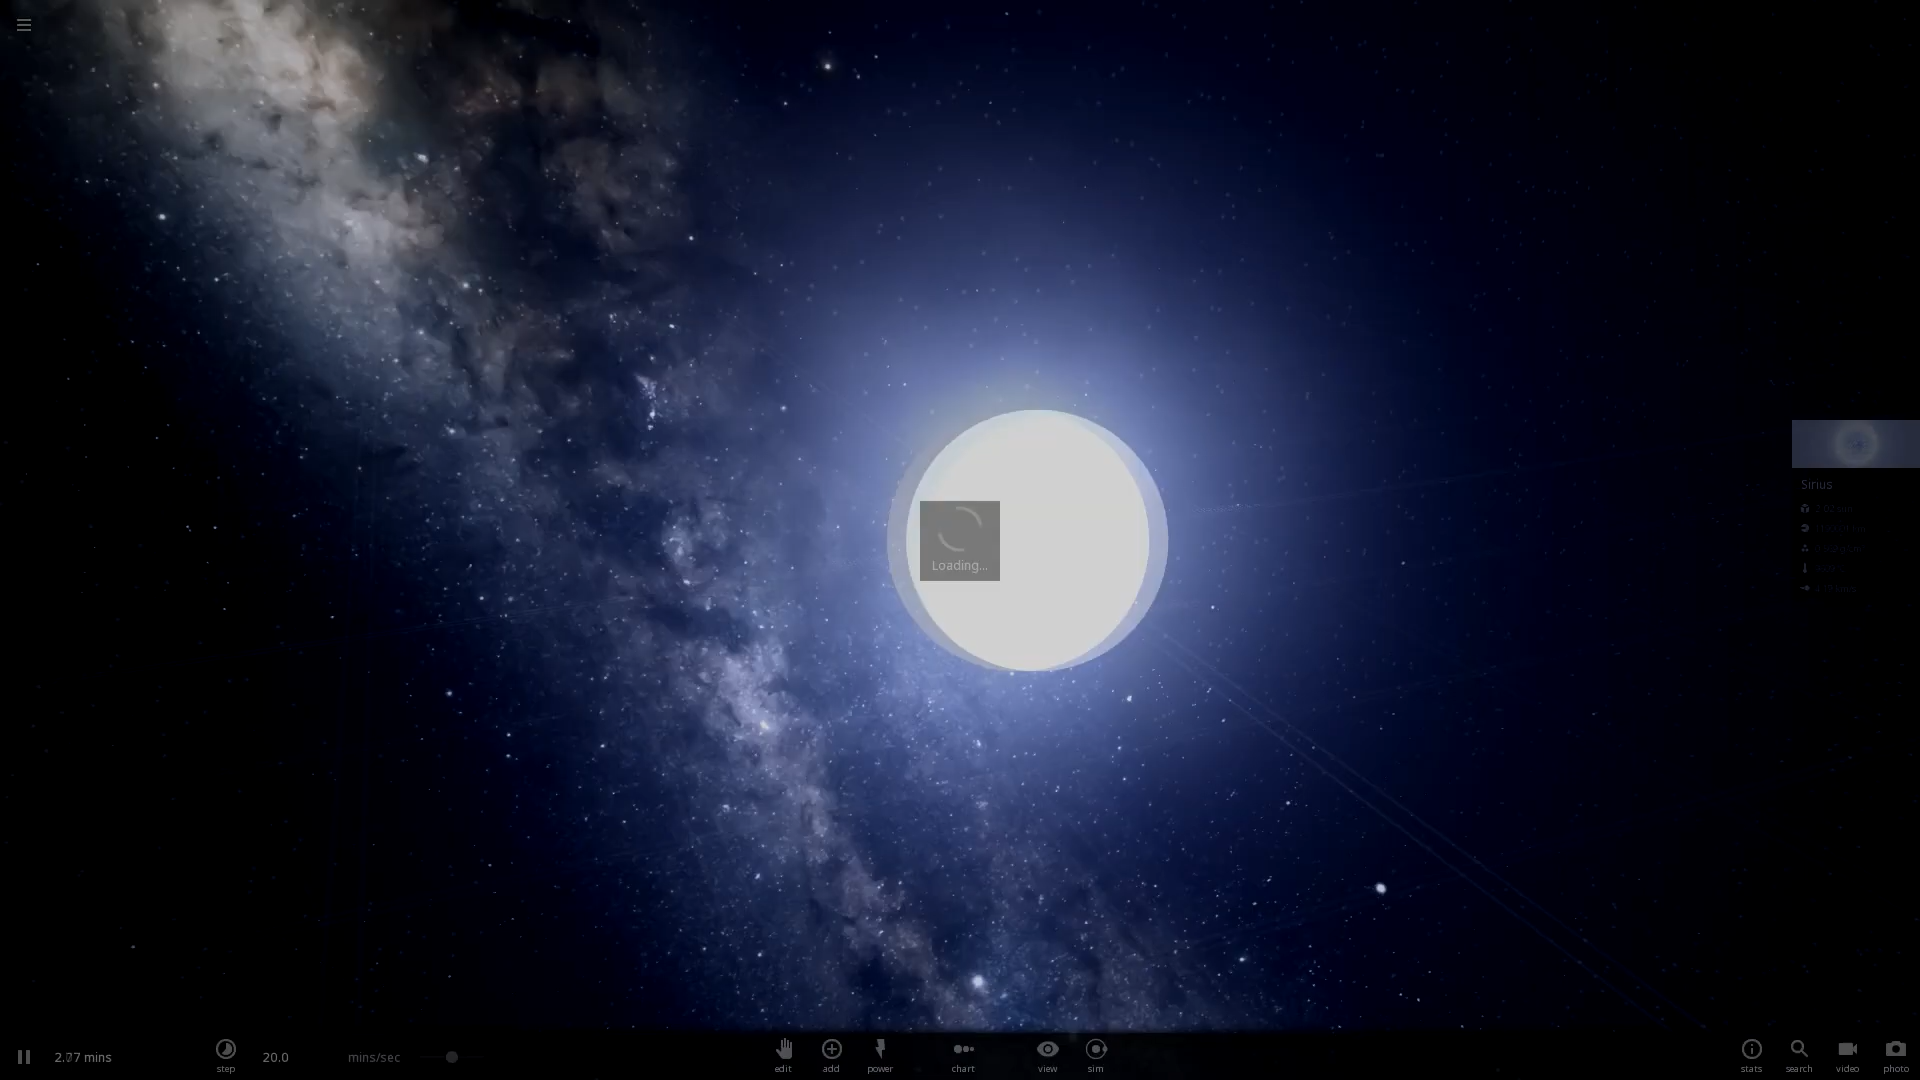 Loading...
Sirius
2.77 mins
step
20.0
mins/sec
edit
add
power
chart
view
sim
stats
search
video
photo